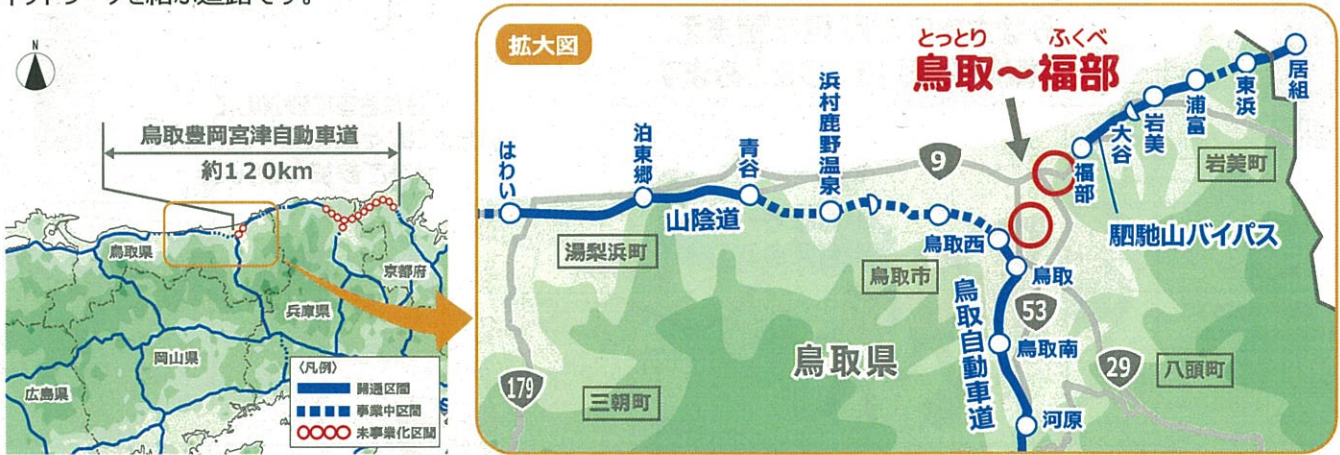 N
鳥取豊岡宮津自動車道
約120km
鳥取県
京都府
兵庫県
岡山県
広島県
〈凡例〉
開通区間
事業中区間
未事業化区間
拡大図
とっとり ふくべ
鳥取～福部
はわい
泊東郷
青谷
浜村鹿野温泉
9
福部
大谷
岩美
浦富
東浜
居組
岩美町
山陰道
駟馳山バイパス
湯梨浜町
鳥取西
鳥取市
鳥取
鳥取自動車道
53
鳥取南
鳥取県
29
八頭町
179
三朝町
河原